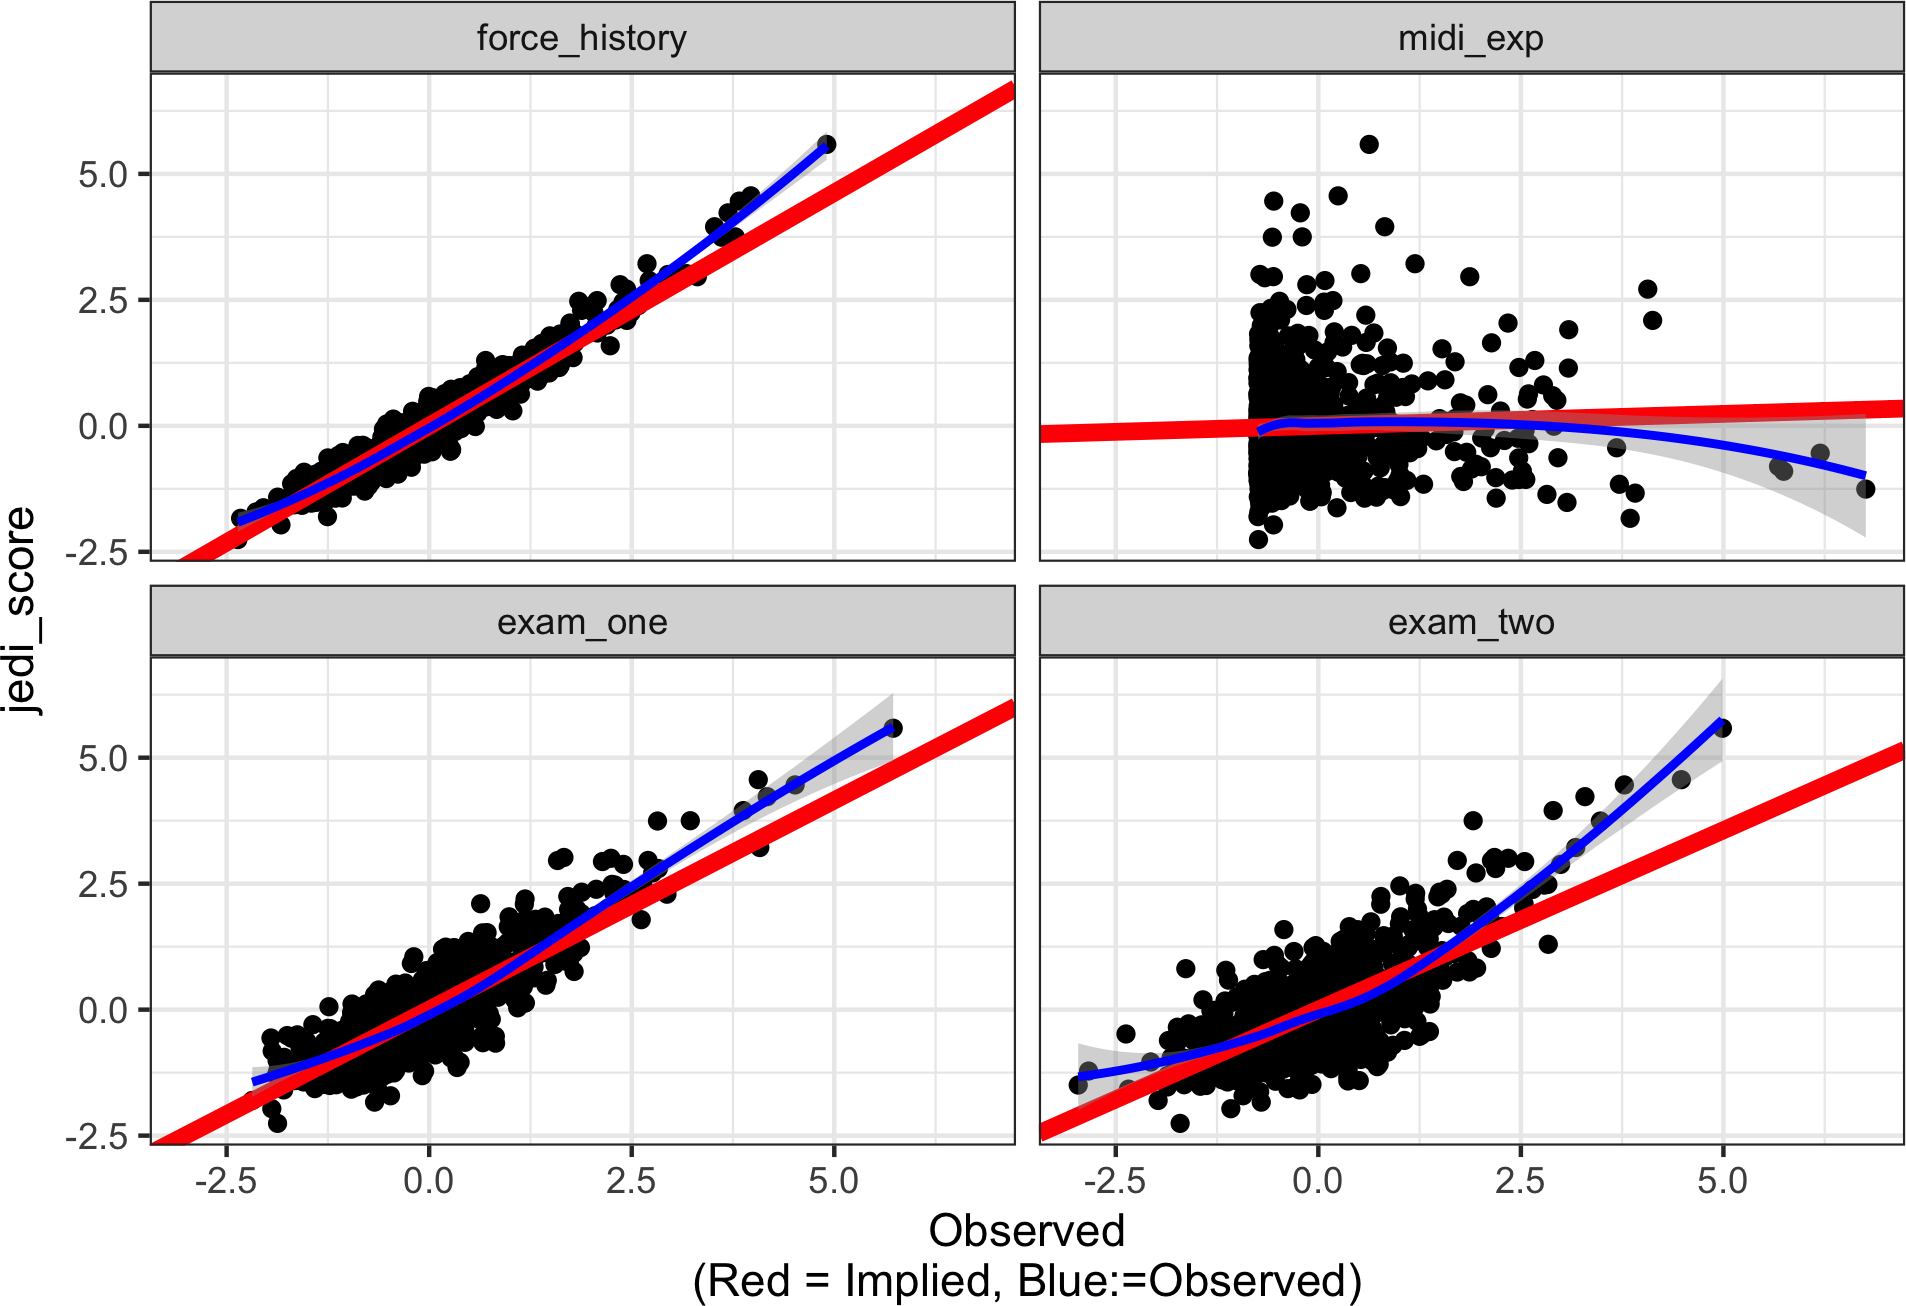 force_history
midi_exp
5.0
2.5
0.0
-2.5
jedi_score
exam_one
exam_two
5.0
2.5
0.0
-2.5
-2.5 0.0 2.5 5.0
-2.5 0.0 2.5 5.0
Observed
(Red = Implied, Blue:=Observed)